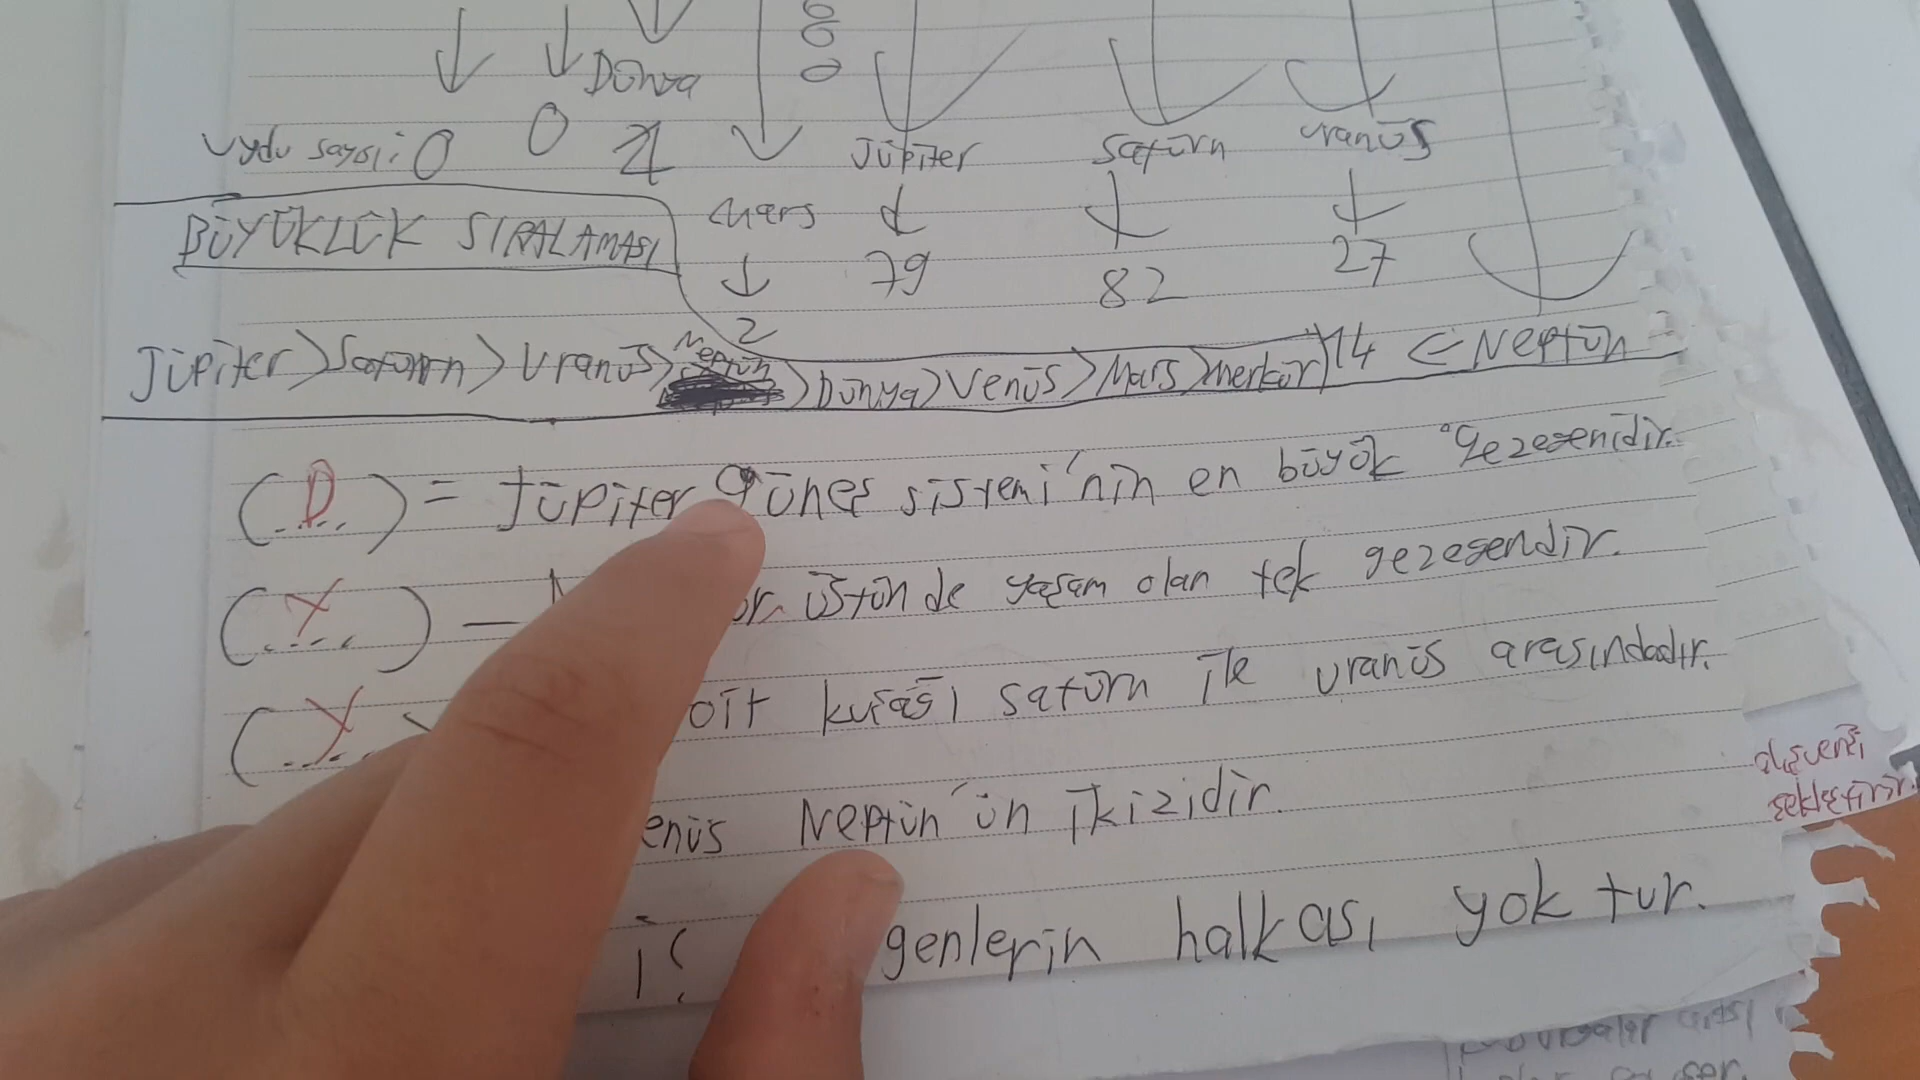 Dünya
uydu sayısı: 0 0 1
Jüpiter Satürn uranüs
Mars
79 82 27
BÜYÜKLÜK SIRALAMASI
2
Neptün
Jüpiter > Satürn > Uranüs > > Dünya > Venüs > Mars > merkür 14 ← Neptün
(.D..) = Jüpiter Güneş sistemi'nin en büyük gezegenidir.
(.Y..) - üstünde yaşam olan tek gezegendir.
(.Y..) kuşağı satürn ile uranüs arasındadır.
Neptün'ün ikizidir.
halkası yoktur.